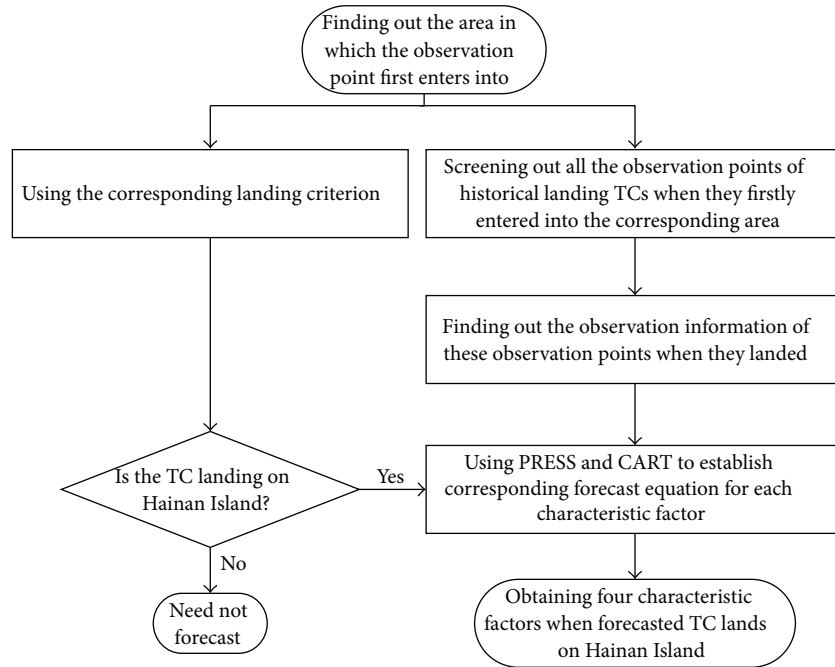 Finding out the area in
which the observation
point first enters into
Using the corresponding landing criterion
Screening out all the observation points of
historical landing TCs when they firstly
entered into the corresponding area
Finding out the observation information of
these observation points when they landed
Is the TC landing on
Hainan Island?
Yes
Using PRESS and CART to establish
corresponding forecast equation for each
characteristic factor
No
Need not
forecast
Obtaining four characteristic
factors when forecasted TC lands
on Hainan Island